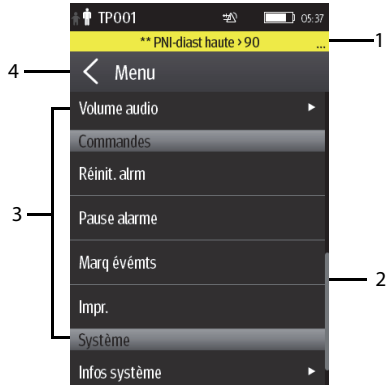 TP001 05:37
** PNI-diast haute > 90 ...
1
4
Menu
Volume audio
Commandes
Réinit. alrm
3
Pause alarme
Marq événts
2
Impr.
Système
Infos système